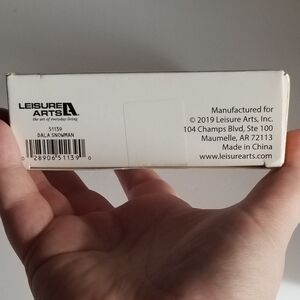 LEISURE
ARTS
the art of everyday living
51139
DALA SNOWMAN
0 28906 51139 0
Manufactured for
© 2019 Leisure Arts, Inc.
104 Champs Blvd, Ste 100
Maumelle, AR 72113
Made in China
www.leisurearts.com